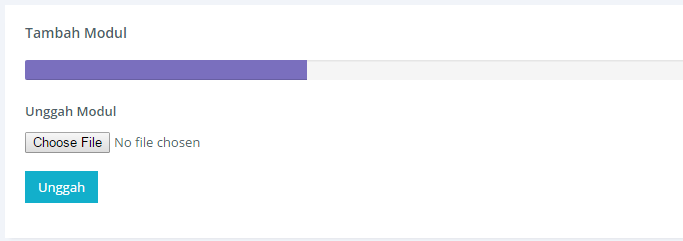 Tambah Modul
Unggah Modul
Choose File No file chosen
Unggah